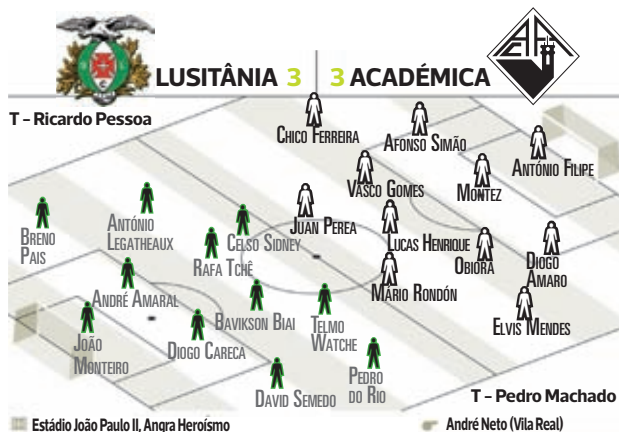 LUSITÂNIA 3 3 ACADÉMICA
T – Ricardo Pessoa
CHICO FERREIRA
AFONSO SIMÃO
ANTÓNIO FILIPE
VASCO GOMES
MONTEZ
JUAN PEREA
LUCAS HENRIQUE
OBIORA
DIOGO
AMARO
MÁRIO RONDÓN
ELVIS MENDES
BRENO
PAIS
ANTÓNIO
LEGATHEAUX
CELSO SIDNEY
RAFA TCHÊ
ANDRÉ AMARAL
BAVIKSON BIAI
TELMO
WATCHE
JOÃO
MONTEIRO
DIOGO CARECA
DAVID SEMEDO
PEDRO
DO RIO
T – Pedro Machado
Estádio João Paulo II, Angra Heroísmo
André Neto (Vila Real)